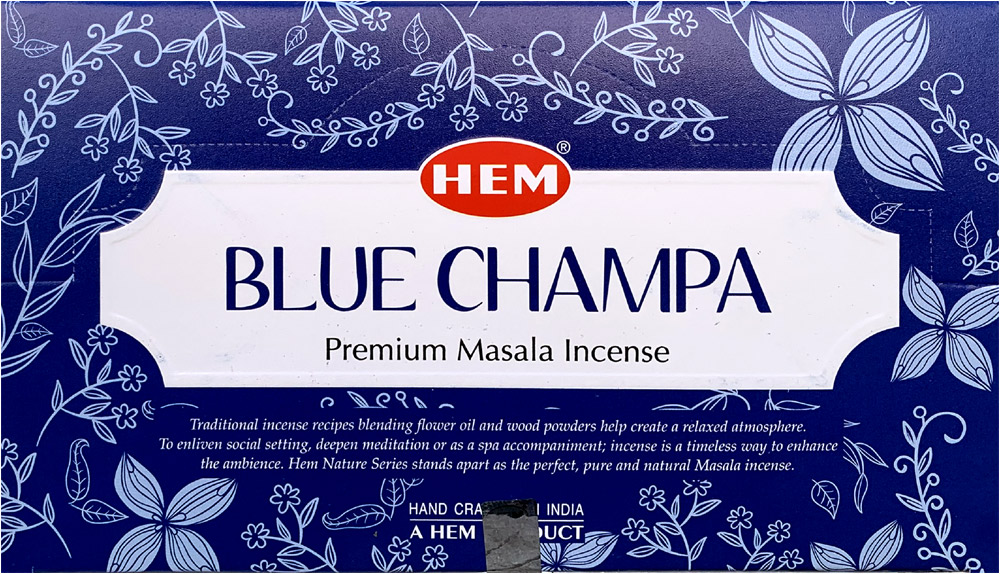 HEM®
BLUE CHAMPA
Premium Masala Incense
Traditional incense recipes blending flower oil and wood powders help create a relaxed atmosphere.
To enliven social setting, deepen meditation or as a spa accompaniment; incense is a timeless way to enhance
the ambience. Hem Nature Series stands apart as the perfect, pure and natural Masala incense.
HAND INDIA
A HEM